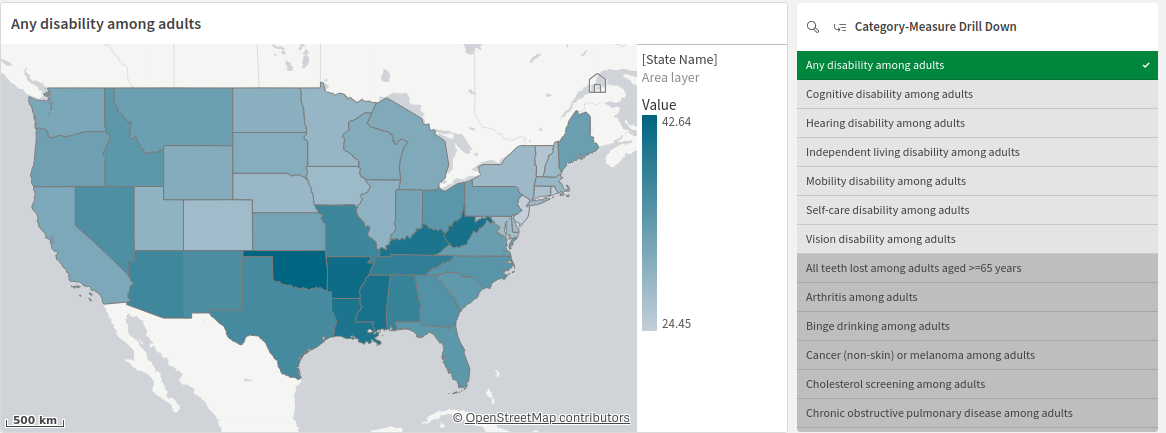 Any disability among adults
[State Name]
Area layer
Value
42.64
24.45
500 km
© OpenStreetMap contributors
Category-Measure Drill Down
Any disability among adults
Cognitive disability among adults
Hearing disability among adults
Independent living disability among adults
Mobility disability among adults
Self-care disability among adults
Vision disability among adults
All teeth lost among adults aged >=65 years
Arthritis among adults
Binge drinking among adults
Cancer (non-skin) or melanoma among adults
Cholesterol screening among adults
Chronic obstructive pulmonary disease among adults